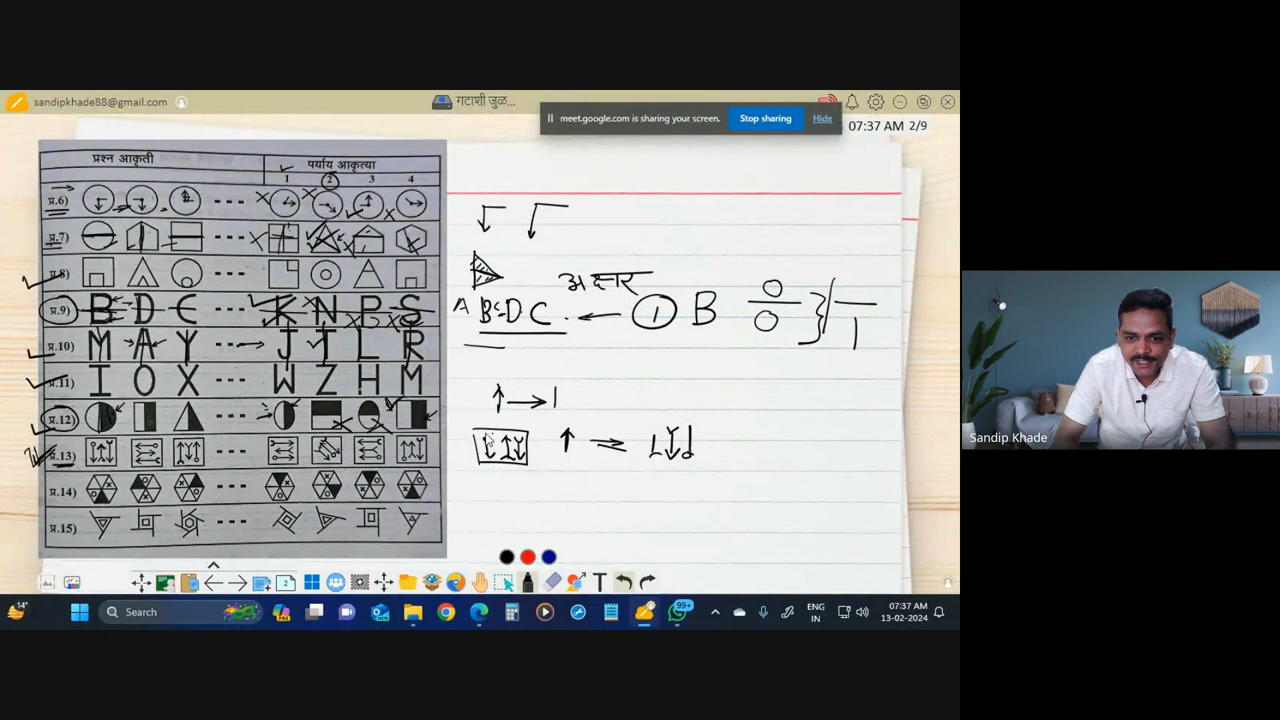 sandipkhade88@gmail.com
गटाशी जुळ...
meet.google.com is sharing your screen.
Stop sharing
Hide
07:37 AM 2/9
प्रश्न आकृती
पर्याय आकृत्या
1 2 3 4
प्र.6)
प्र.7)
प्र.8)
प्र.9) B D C K N P S
प्र.10) M A Y J T L R
प्र.11) I O X W Z H M
प्र.12)
प्र.13)
प्र.14)
प्र.15)
अक्षर
A B D C ← 1 B
Sandip Khade
T
14°
Search
99+
ENG
IN
07:37 AM
13-02-2024